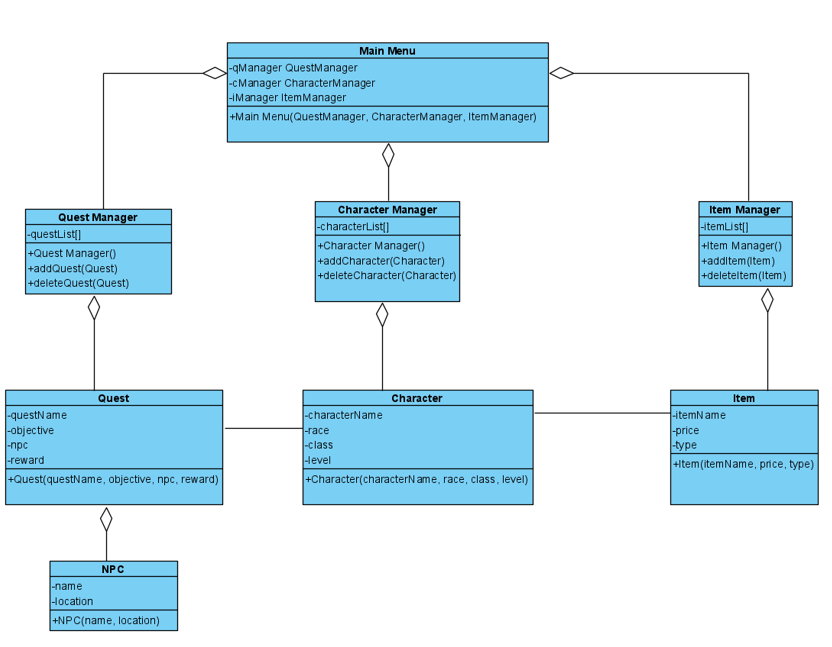 Main Menu
-qManager QuestManager
-cManager CharacterManager
-iManager ItemManager
+Main Menu(QuestManager, CharacterManager, ItemManager)
Quest Manager
-questList[]
+Quest Manager()
+addQuest(Quest)
+deleteQuest(Quest)
Character Manager
-characterList[]
+Character Manager()
+addCharacter(Character)
+deleteCharacter(Character)
Item Manager
-itemList[]
+Item Manager()
+addItem(Item)
+deleteItem(Item)
Quest
-questName
-objective
-npc
-reward
+Quest(questName, objective, npc, reward)
Character
-characterName
-race
-class
-level
+Character(characterName, race, class, level)
Item
-itemName
-price
-type
+Item(itemName, price, type)
NPC
-name
-location
+NPC(name, location)